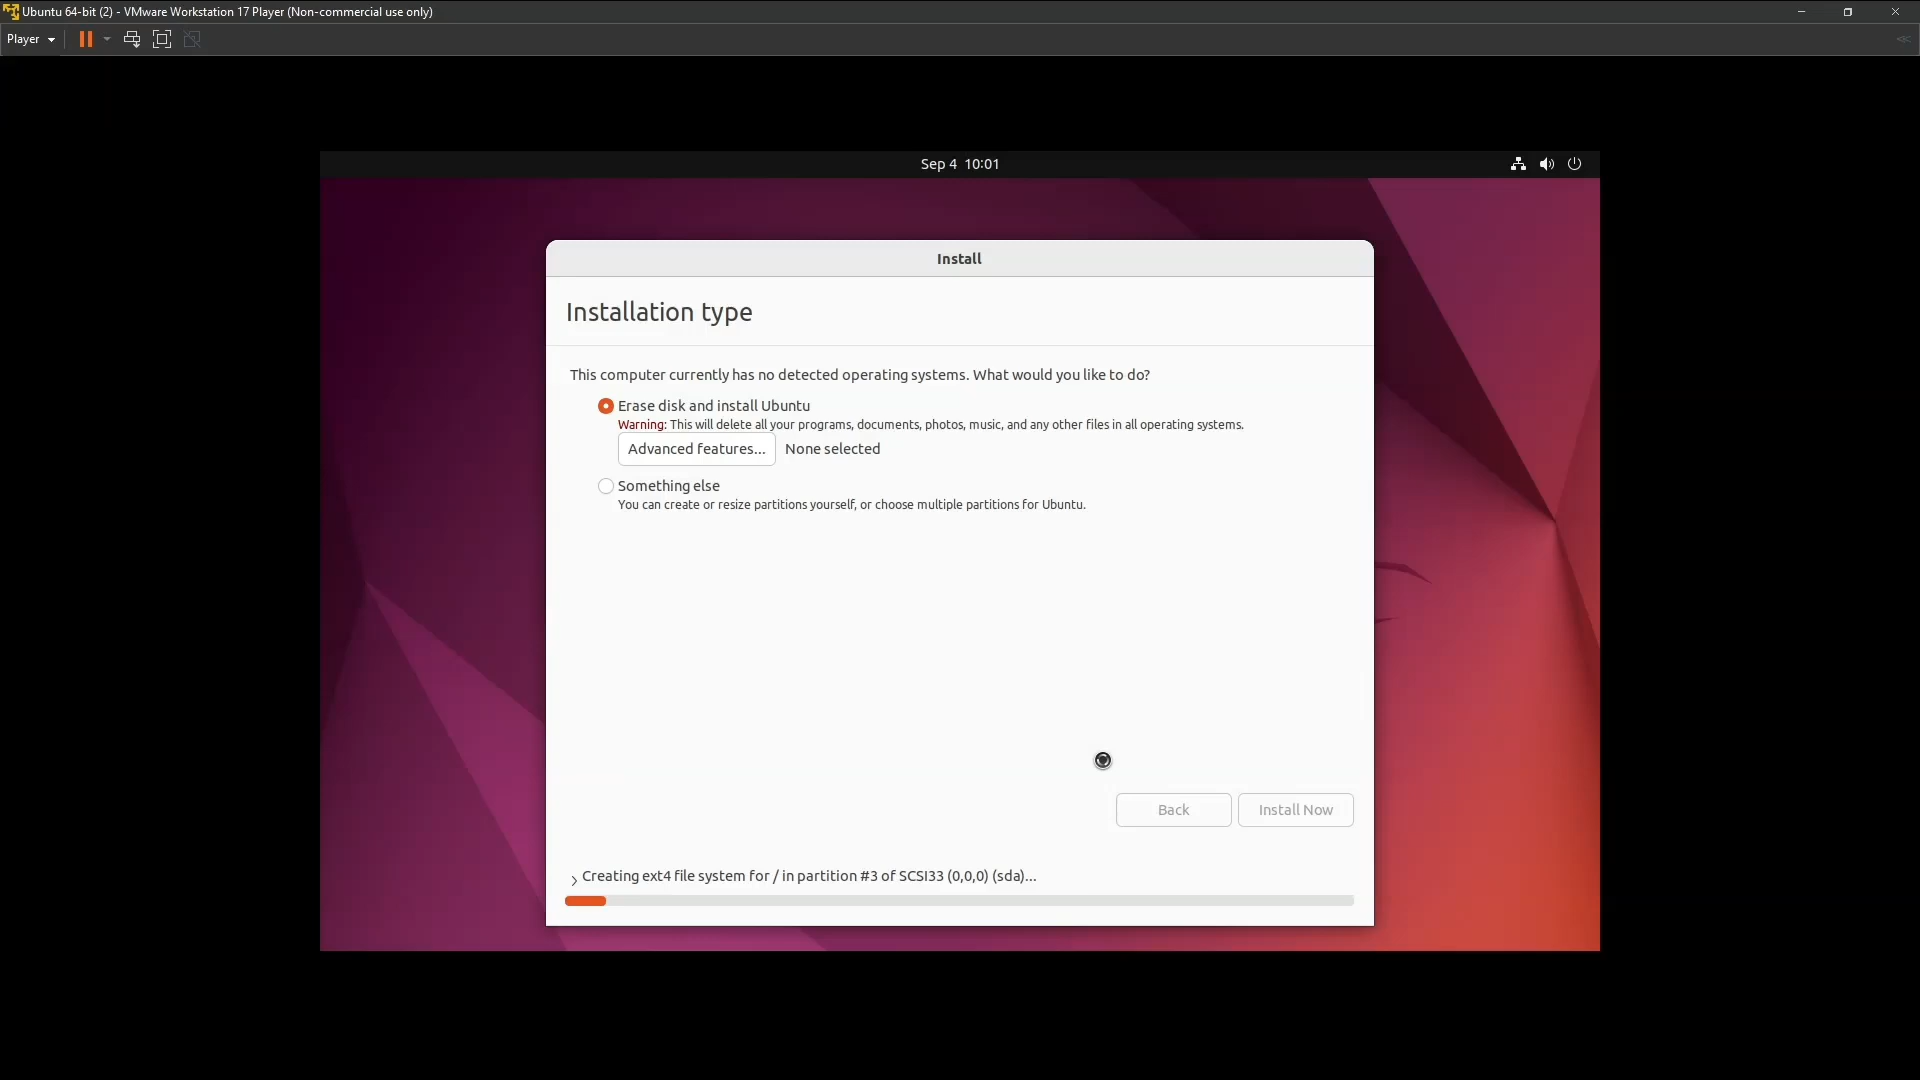 Ubuntu 64-bit (2) - VMware Workstation 17 Player (Non-commercial use only)
Player
Sep 4 10:01
Install
Installation type
This computer currently has no detected operating systems. What would you like to do?
Erase disk and install Ubuntu
Warning: This will delete all your programs, documents, photos, music, and any other files in all operating systems.
Advanced features... None selected
Something else
You can create or resize partitions yourself, or choose multiple partitions for Ubuntu.
Back Install Now
Creating ext4 file system for / in partition #3 of SCSI33 (0,0,0) (sda)...